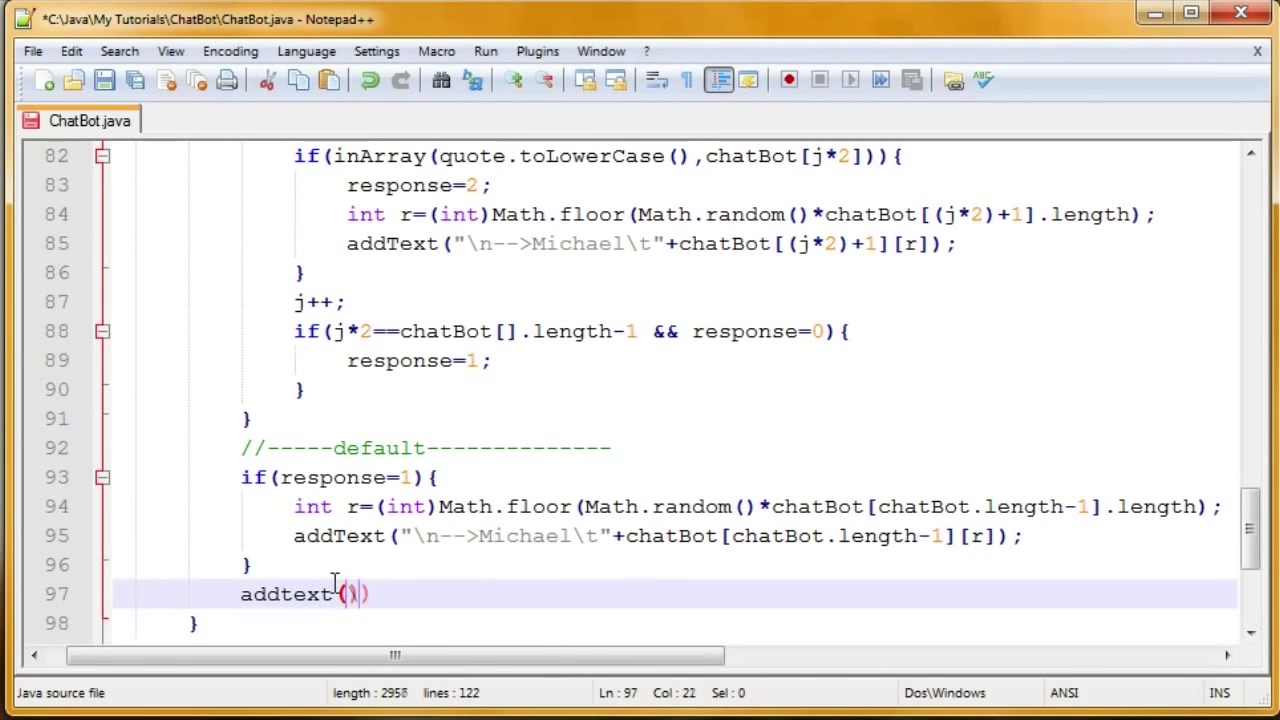 *C:\Java\My Tutorials\ChatBot\ChatBot.java - Notepad++
File Edit Search View Encoding Language Settings Macro Run Plugins Window ? X
ChatBot.java
82 if(inArray(quote.toLowerCase(),chatBot[j*2])){
83 response=2;
84 int r=(int)Math.floor(Math.random()*chatBot[(j*2)+1].length);
85 addText("\n-->Michael\t"+chatBot[(j*2)+1][r]);
86 }
87 j++;
88 if(j*2==chatBot[].length-1 && response=0){
89 response=1;
90 }
91 }
92 //-----default--------------
93 if(response=1){
94 int r=(int)Math.floor(Math.random()*chatBot[chatBot.length-1].length);
95 addText("\n-->Michael\t"+chatBot[chatBot.length-1][r]);
96 }
97 addtext())
98 }
Java source file length : 2958 lines : 122 Ln : 97 Col : 22 Sel : 0 Dos\Windows ANSI INS